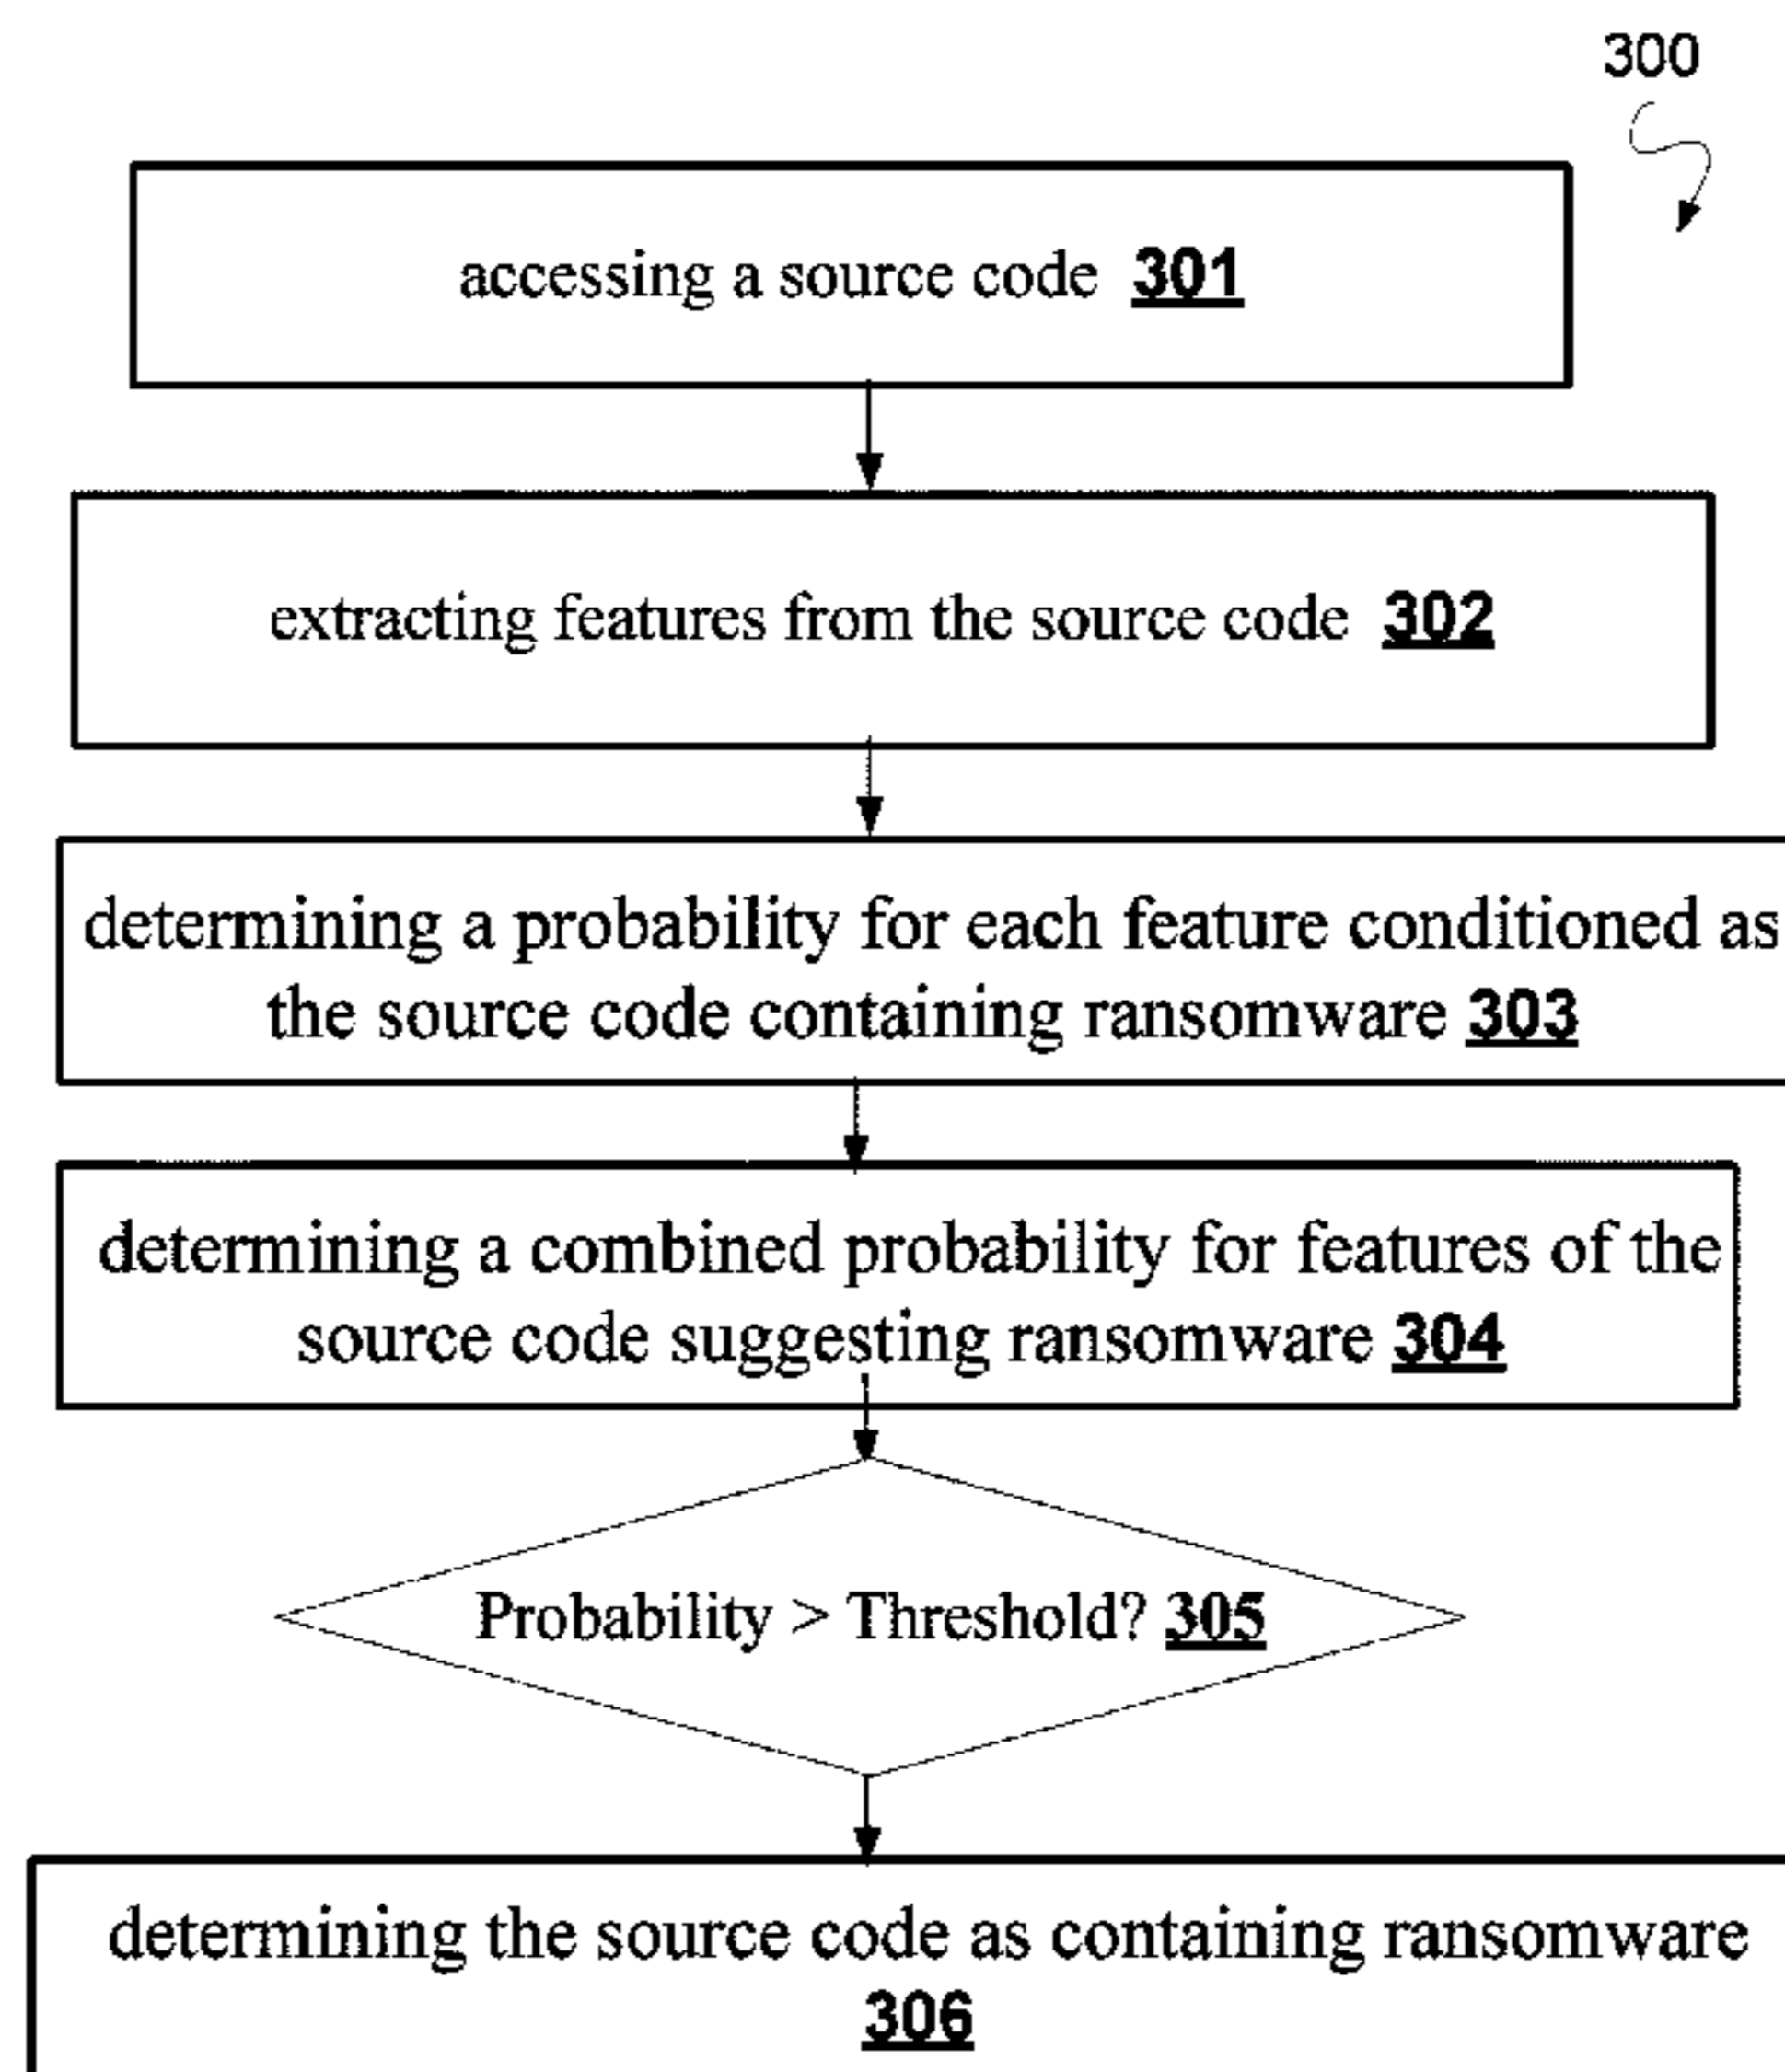 300
accessing a source code 301
extracting features from the source code 302
determining a probability for each feature conditioned as
the source code containing ransomware 303
determining a combined probability for features of the
source code suggesting ransomware 304
Probability > Threshold? 305
determining the source code as containing ransomware
306